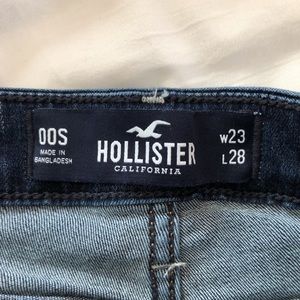 00S
MADE IN
BANGLADESH
HOLLISTER
CALIFORNIA
W23
L28